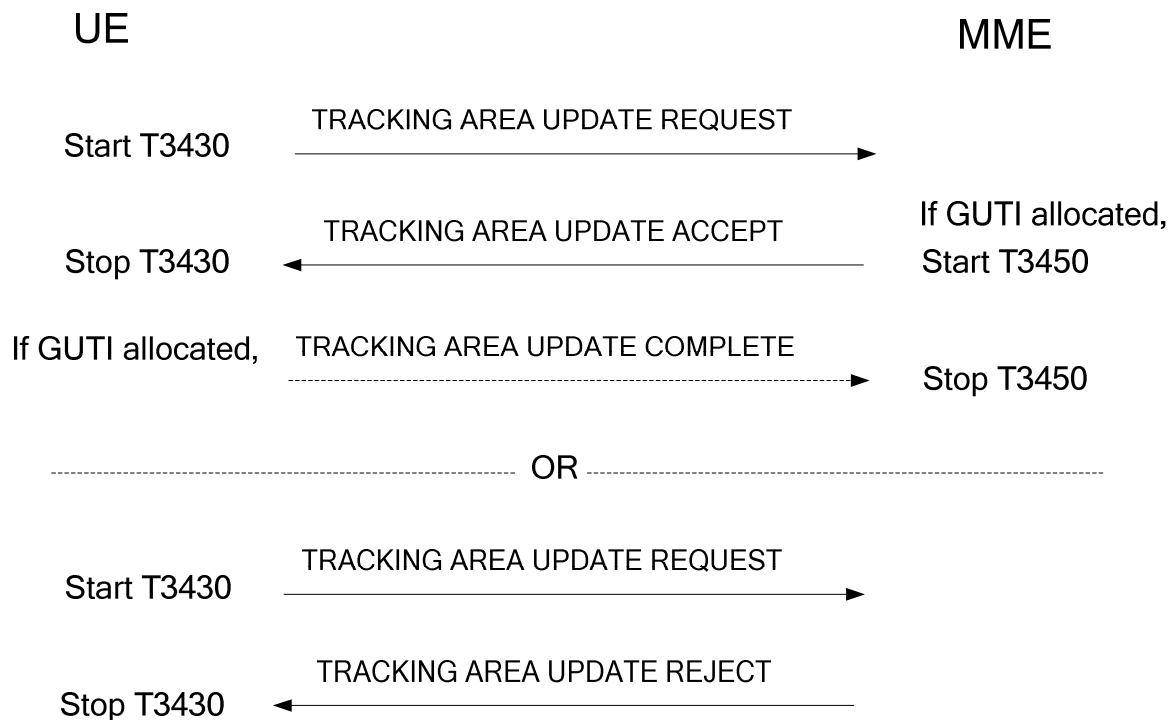 UE
MME
TRACKING AREA UPDATE REQUEST
Start T3430
If GUTI allocated,
TRACKING AREA UPDATE ACCEPT
Stop T3430
Start T3450
If GUTI allocated,
TRACKING AREA UPDATE COMPLETE
Stop T3450
OR
TRACKING AREA UPDATE REQUEST
Start T3430
TRACKING AREA UPDATE REJECT
Stop T3430